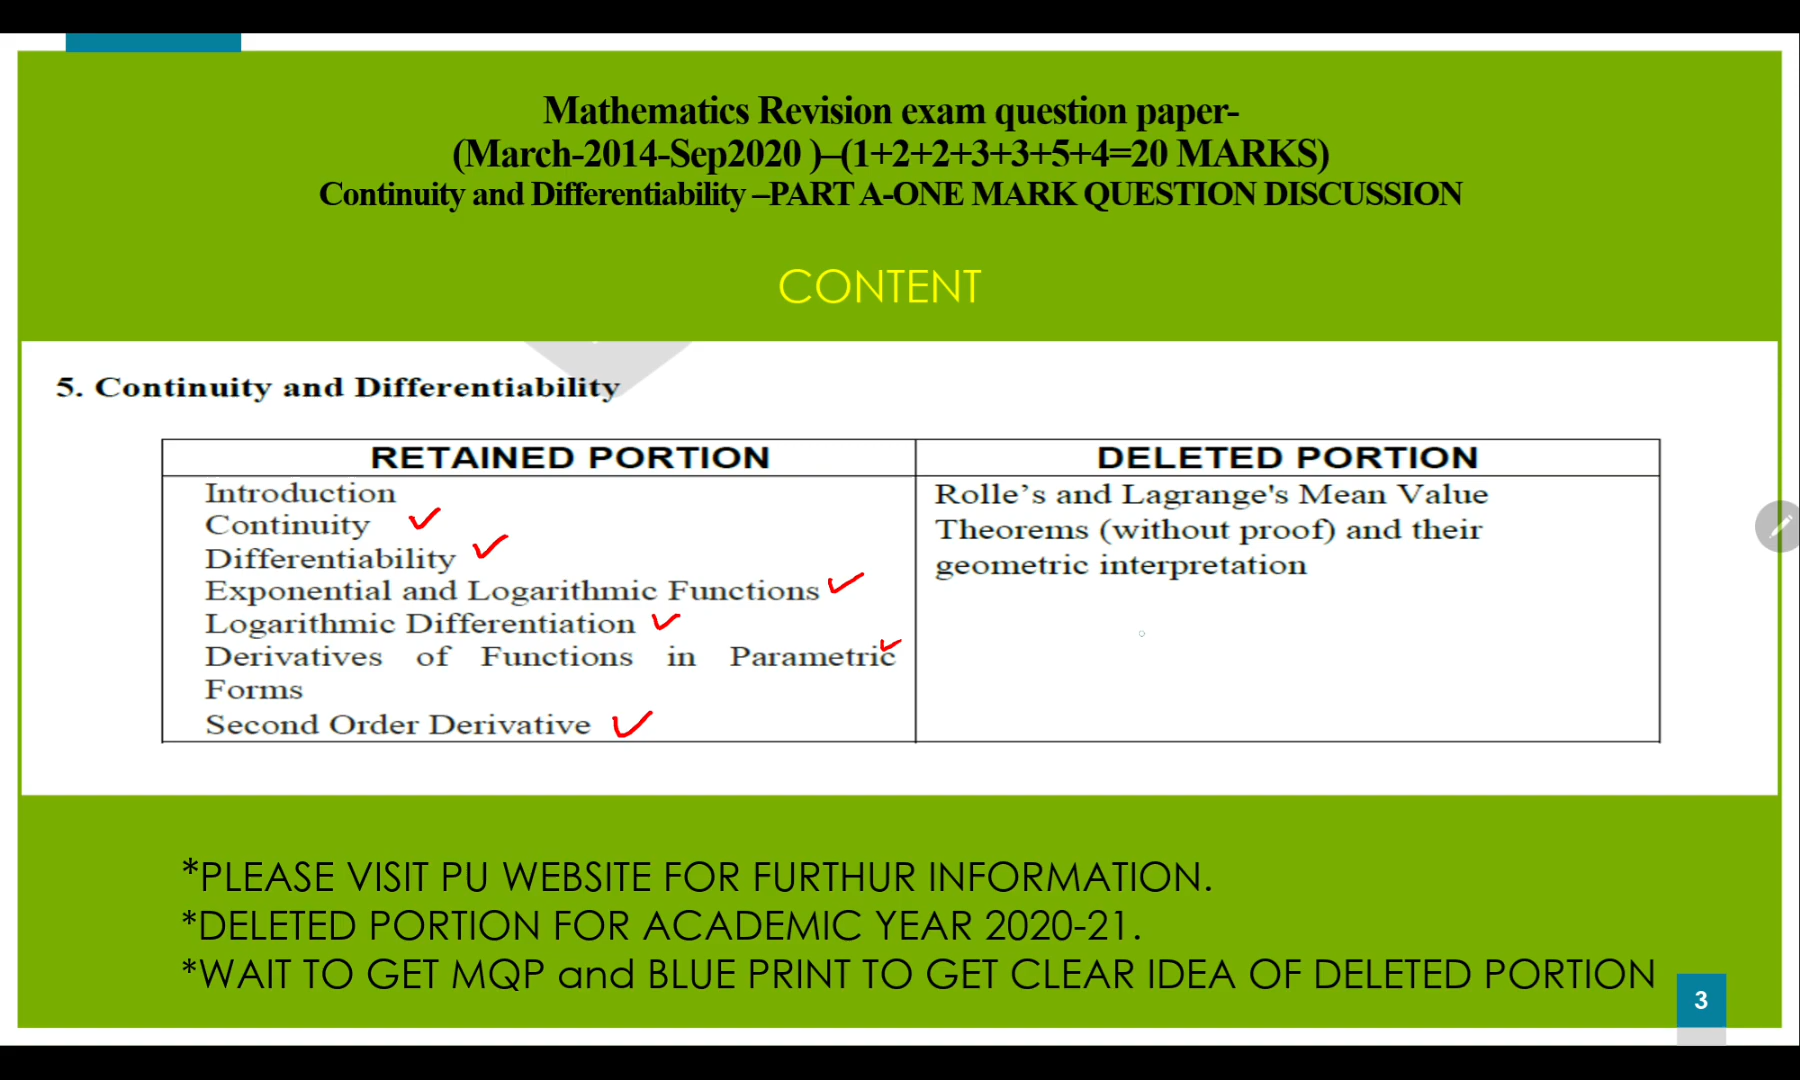 Mathematics Revision exam question paper-
(March-2014-Sep2020 )–(1+2+2+3+3+5+4=20 MARKS)
Continuity and Differentiability –PART A-ONE MARK QUESTION DISCUSSION
CONTENT
5. Continuity and Differentiability
RETAINED PORTION
Introduction
Continuity
Differentiability
Exponential and Logarithmic Functions
Logarithmic Differentiation
Derivatives of Functions in Parametric
Forms
Second Order Derivative
DELETED PORTION
Rolle’s and Lagrange's Mean Value
Theorems (without proof) and their
geometric interpretation
*PLEASE VISIT PU WEBSITE FOR FURTHUR INFORMATION.
*DELETED PORTION FOR ACADEMIC YEAR 2020-21.
*WAIT TO GET MQP and BLUE PRINT TO GET CLEAR IDEA OF DELETED PORTION
3